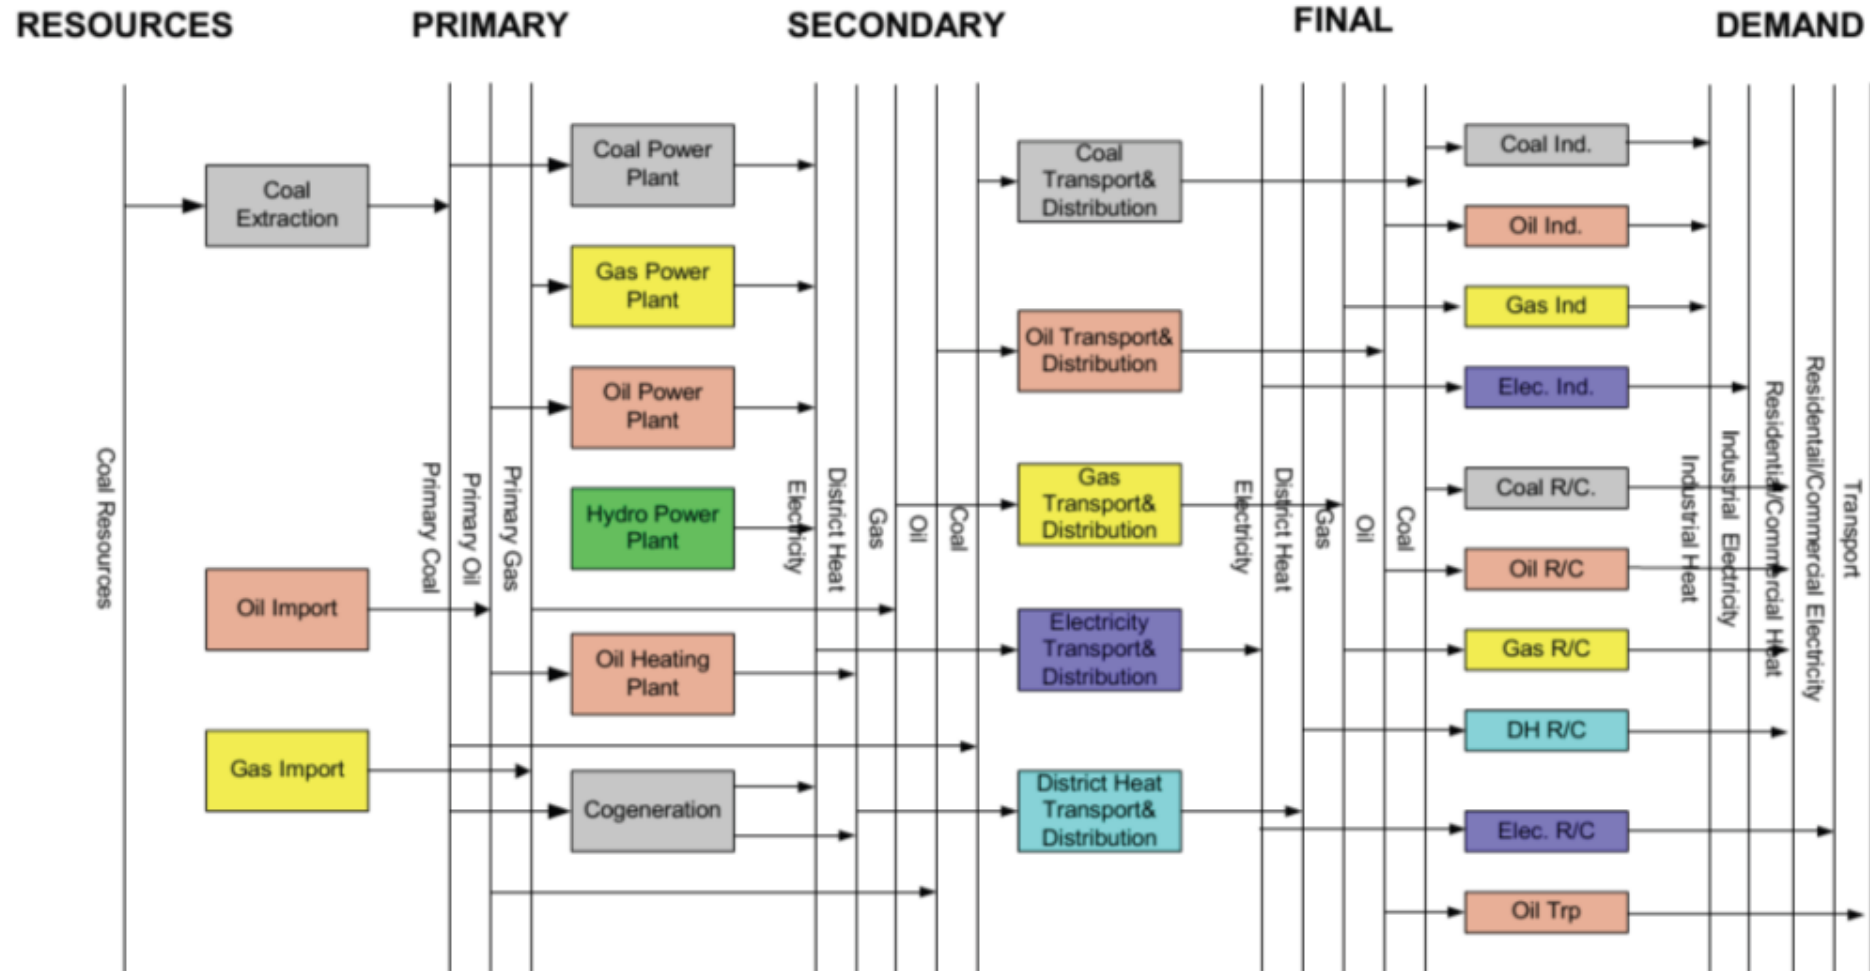 RESOURCES
PRIMARY
SECONDARY
FINAL
DEMAND
Coal Resources
Coal
Extraction
Oil Import
Gas Import
Primary Coal
Primary Oil
Primary Gas
Coal Power
Plant
Gas Power
Plant
Oil Power
Plant
Hydro Power
Plant
Oil Heating
Plant
Cogeneration
Electricity
District Heat
Gas
Oil
Coal
Coal
Transport&
Distribution
Oil Transport&
Distribution
Gas
Transport&
Distribution
Electricity
Transport&
Distribution
District Heat
Transport&
Distribution
Electricity
District Heat
Gas
Oil
Coal
Coal Ind.
Oil Ind.
Gas Ind
Elec. Ind.
Coal R/C.
Oil R/C
Gas R/C
DH R/C
Elec. R/C
Oil Trp
Industrial Heat
Industrial Electricity
Residential/Commercial Heat
Residentail/Commercial Electricity
Transport